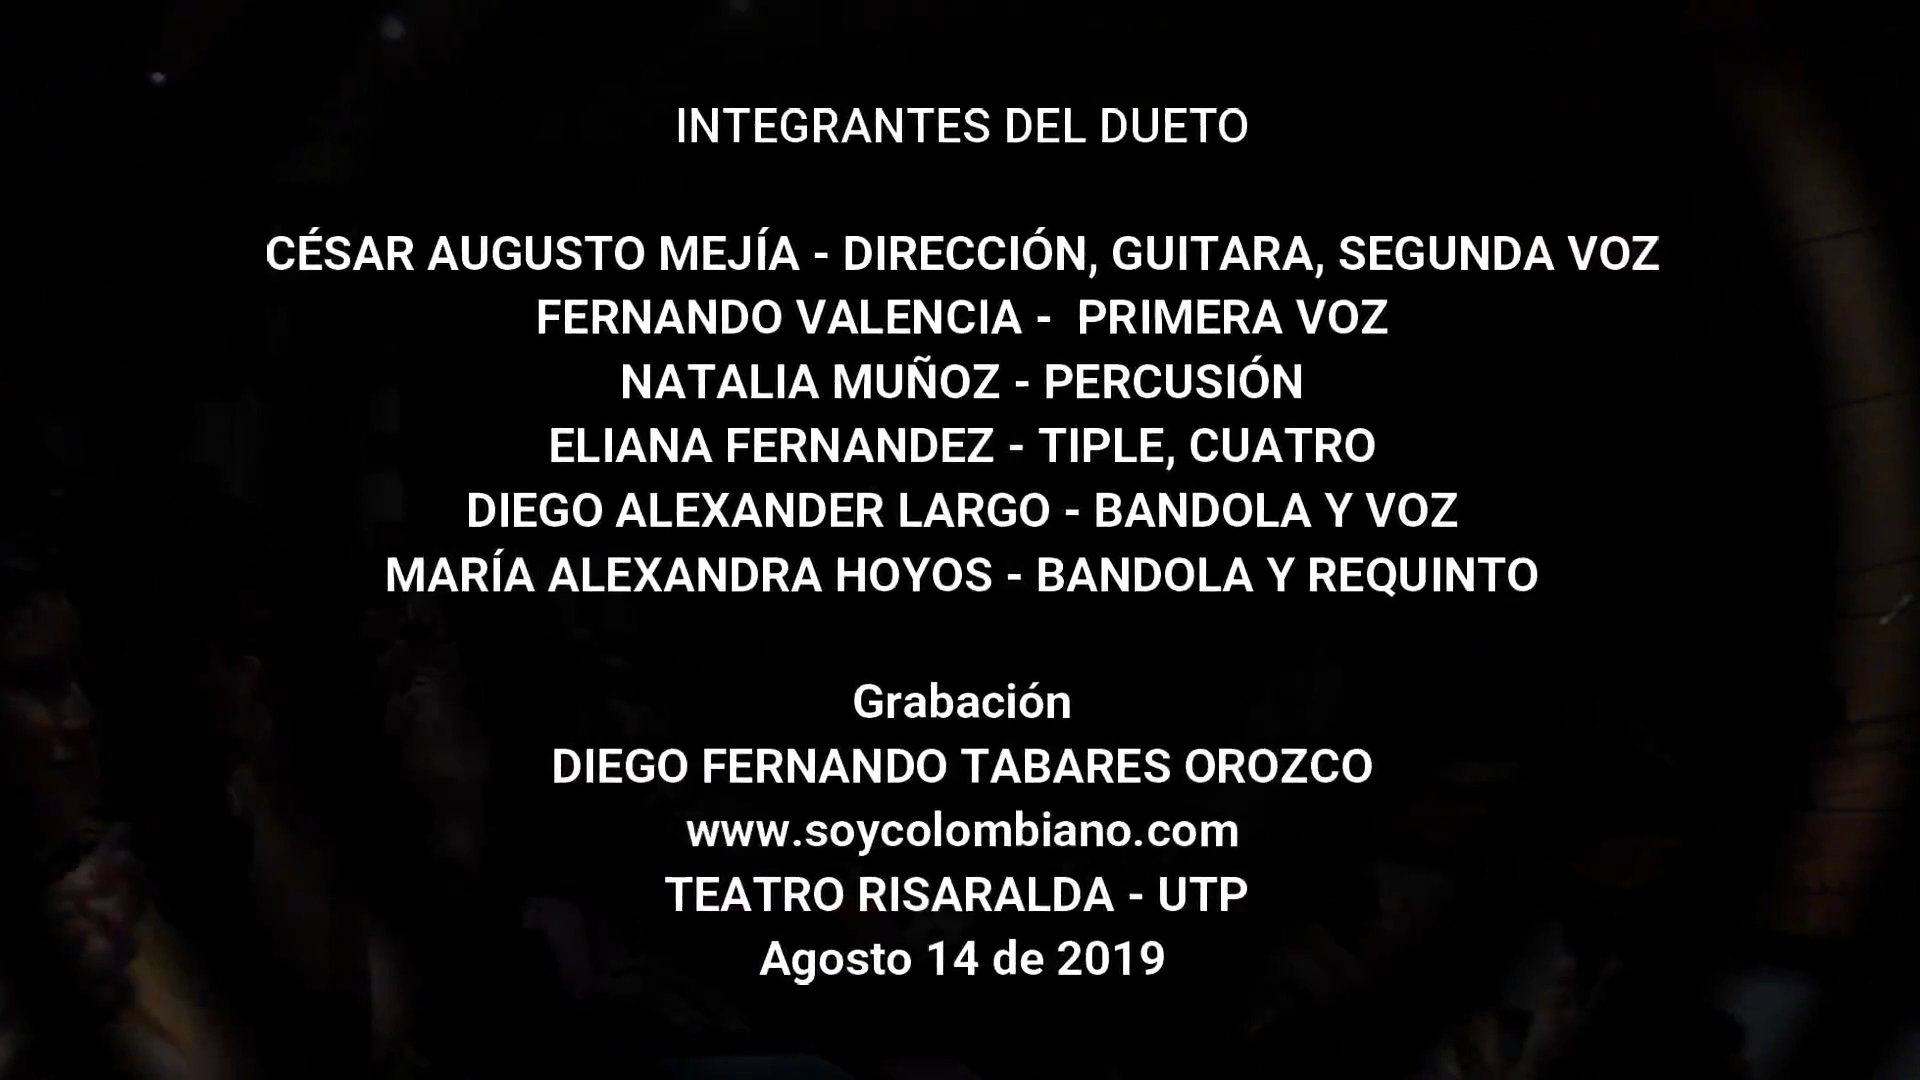 INTEGRANTES DEL DUETO
CÉSAR AUGUSTO MEJÍA - DIRECCIÓN, GUITARA, SEGUNDA VOZ
FERNANDO VALENCIA - PRIMERA VOZ
NATALIA MUÑOZ - PERCUSIÓN
ELIANA FERNANDEZ - TIPLE, CUATRO
DIEGO ALEXANDER LARGO - BANDOLA Y VOZ
MARÍA ALEXANDRA HOYOS - BANDOLA Y REQUINTO
Grabación
DIEGO FERNANDO TABARES OROZCO
www.soycolombiano.com
TEATRO RISARALDA - UTP
Agosto 14 de 2019